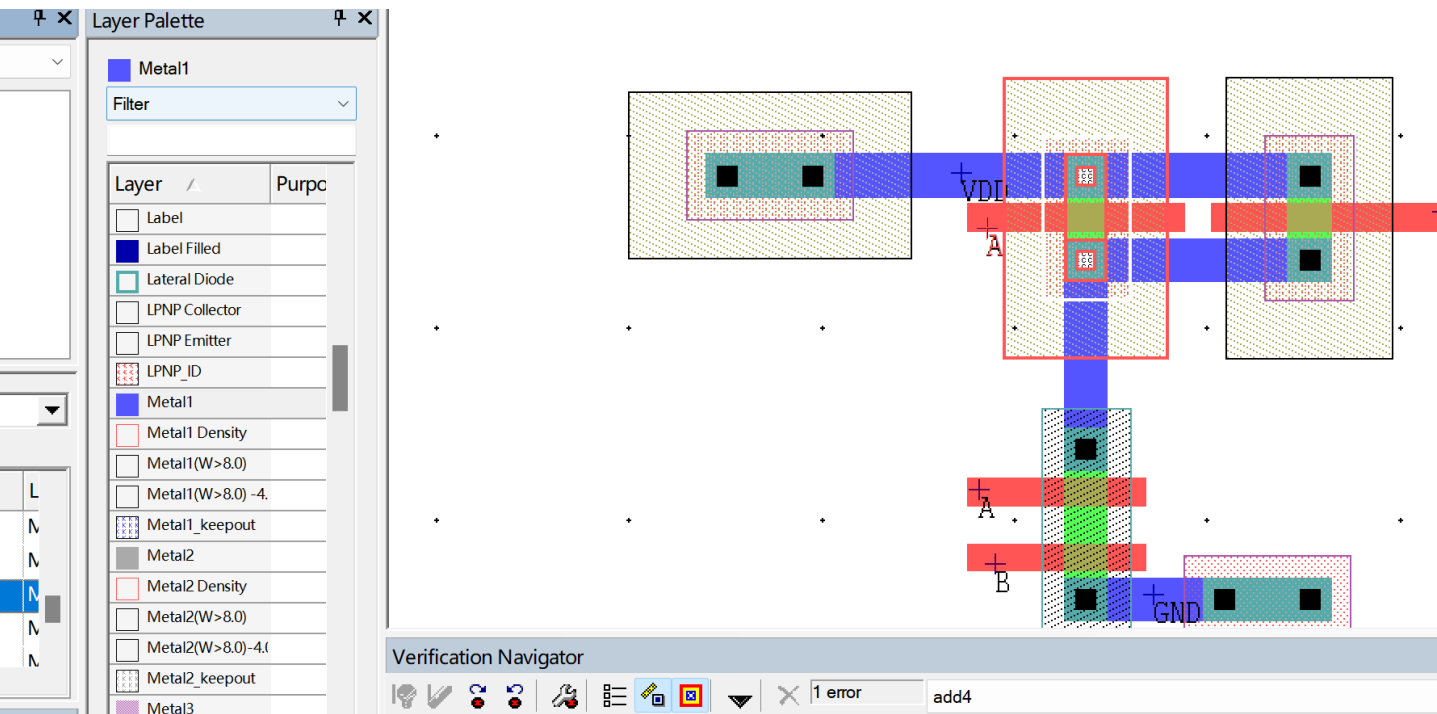 Layer Palette
Metal1
Filter
Layer Purpo
Label
Label Filled
Lateral Diode
LPNP Collector
LPNP Emitter
LPNP_ID
Metal1
Metal1 Density
Metal1(W>8.0)
Metal1(W>8.0) -4.
Metal1_keepout
Metal2
Metal2 Density
Metal2(W>8.0)
Metal2(W>8.0)-4.(
Metal2_keepout
Metal3
L
VDD
A
A
B
GND
Verification Navigator
1 error
add4